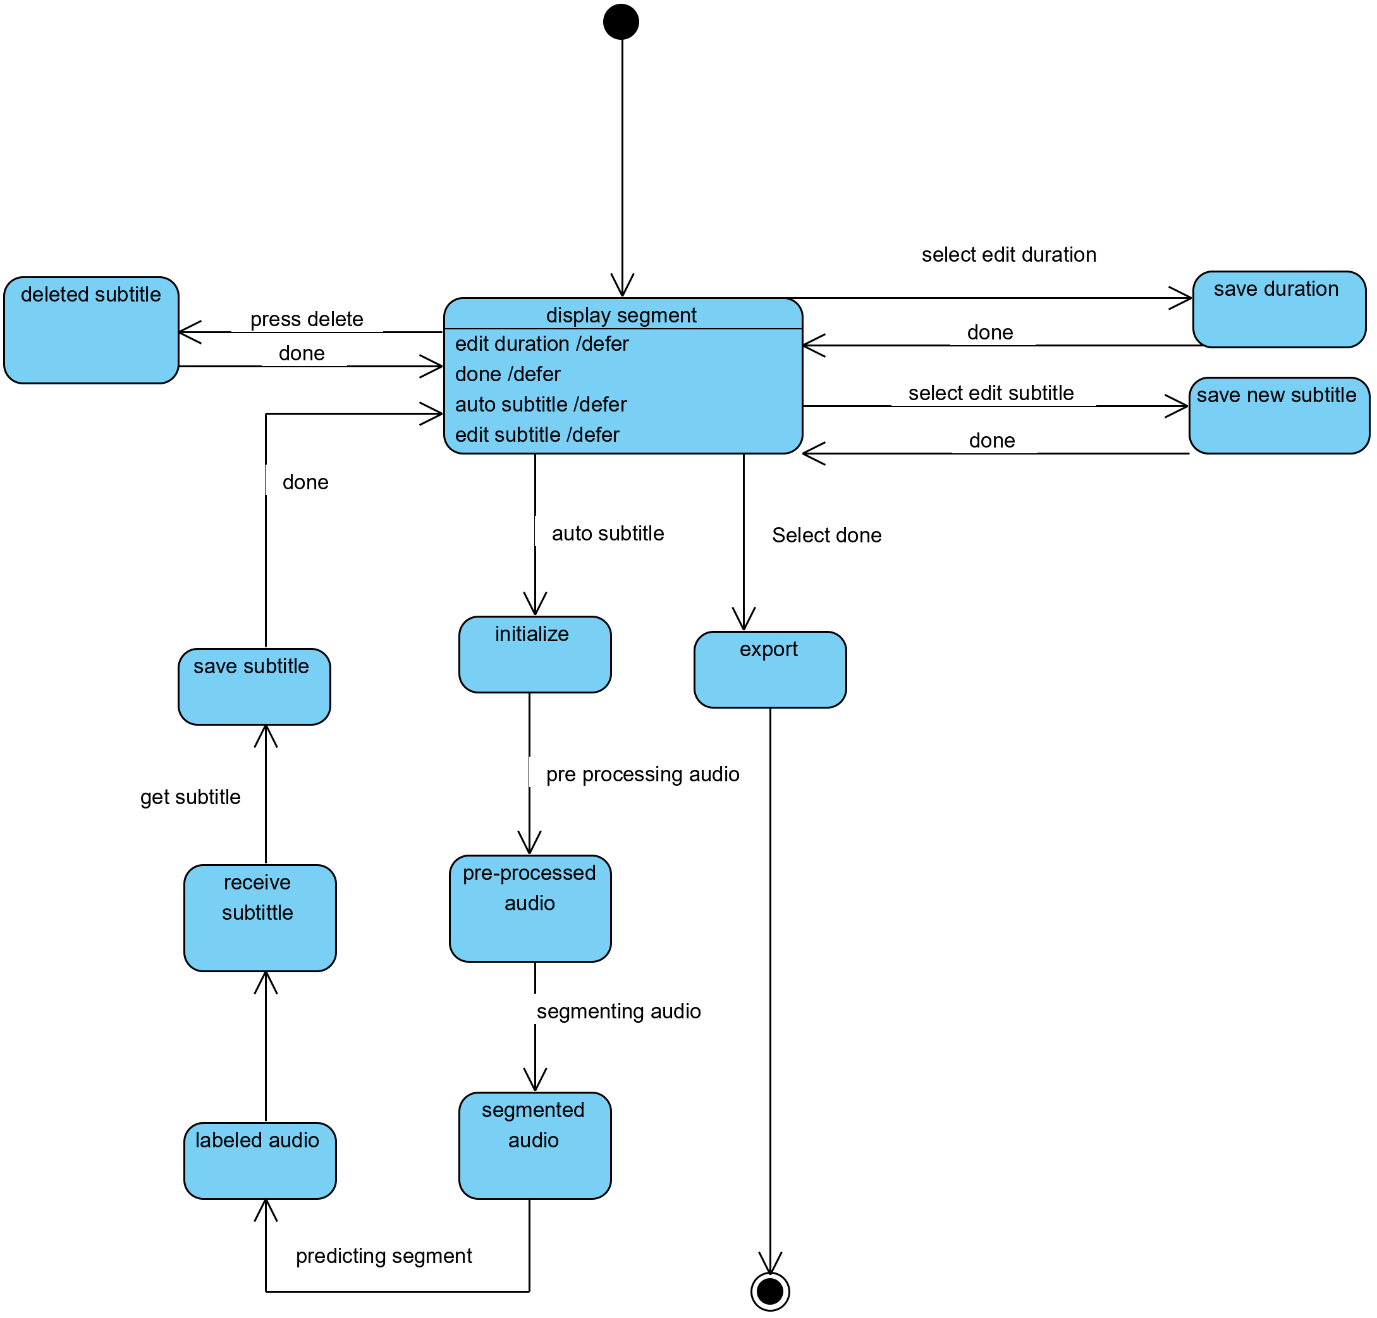 select edit duration
deleted subtitle
save duration
press delete
display segment
done
edit duration /defer
done
done /defer
auto subtitle /defer
edit subtitle /defer
select edit subtitle
save new subtitle
done
done
auto subtitle
Select done
initialize
export
save subtitle
pre processing audio
get subtitle
pre-processed
audio
receive
subtittle
segmenting audio
segmented
audio
labeled audio
predicting segment